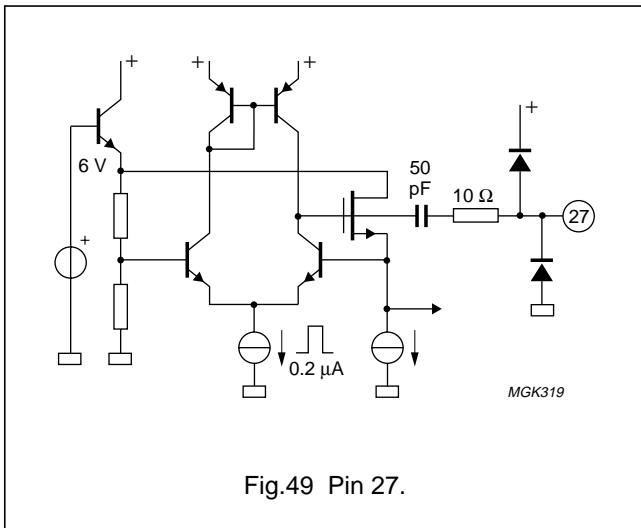 + + +
+
6 V
50
pF
10 Ω
27
+
0.2 μA
MGK319
Fig.49 Pin 27.